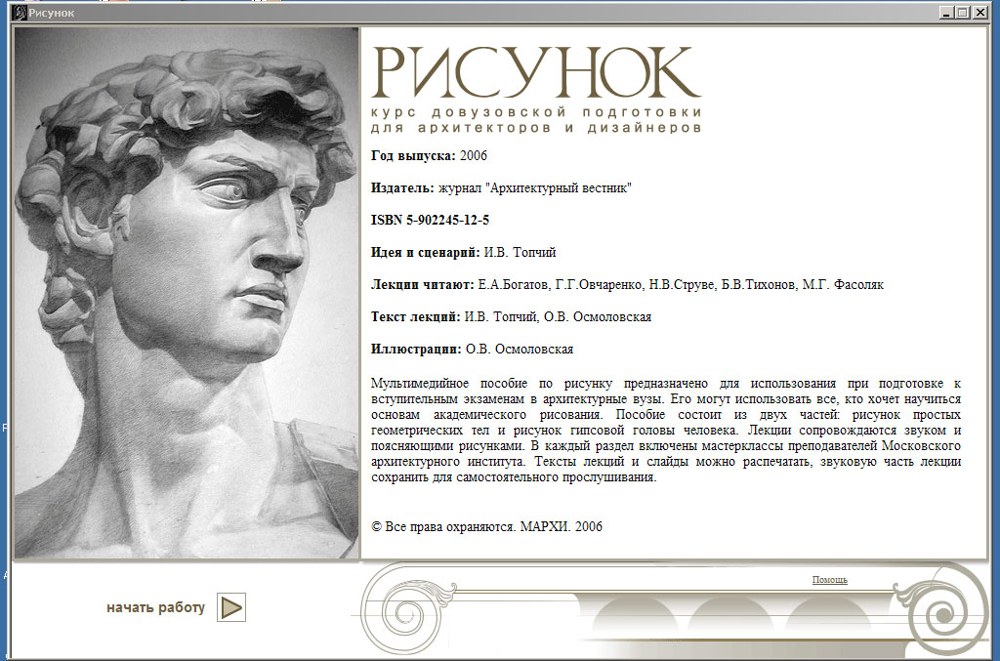 Рисунок
РИСУНОК
курс довузовской подготовки
для архитекторов и дизайнеров
Год выпуска: 2006
Издатель: журнал "Архитектурный вестник"
ISBN 5-902245-12-5
Идея и сценарий: И.В. Топчий
Лекции читают: Е.А.Богатов, Г.Г.Овчаренко, Н.В.Струве, Б.В.Тихонов, М.Г. Фасоляк
Текст лекций: И.В. Топчий, О.В. Осмоловская
Иллюстрации: О.В. Осмоловская
Мультимедийное пособие по рисунку предназначено для использования при подготовке к
вступительным экзаменам в архитектурные вузы. Его могут использовать все, кто хочет научиться
основам академического рисования. Пособие состоит из двух частей: рисунок простых
геометрических тел и рисунок гипсовой головы человека. Лекции сопровождаются звуком и
поясняющими рисунками. В каждый раздел включены мастерклассы преподавателей Московского
архитектурного института. Тексты лекций и слайды можно распечатать, звуковую часть лекции
сохранить для самостоятельного прослушивания.
© Все права охраняются. МАРХИ. 2006
Помощь
начать работу